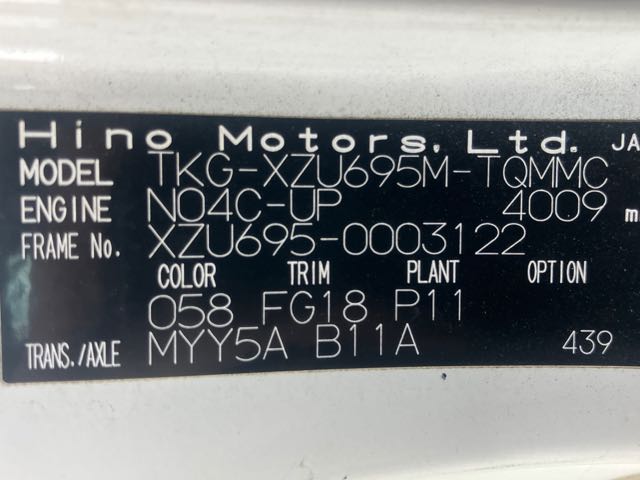 Hino Motors, Ltd. JA
MODEL TKG-XZU695M-TQMMC
ENGINE N04C-UP 4009 m
FRAME No. XZU695-0003122
COLOR TRIM PLANT OPTION
058 FG18 P11
TRANS./AXLE MYY5A B11A 439